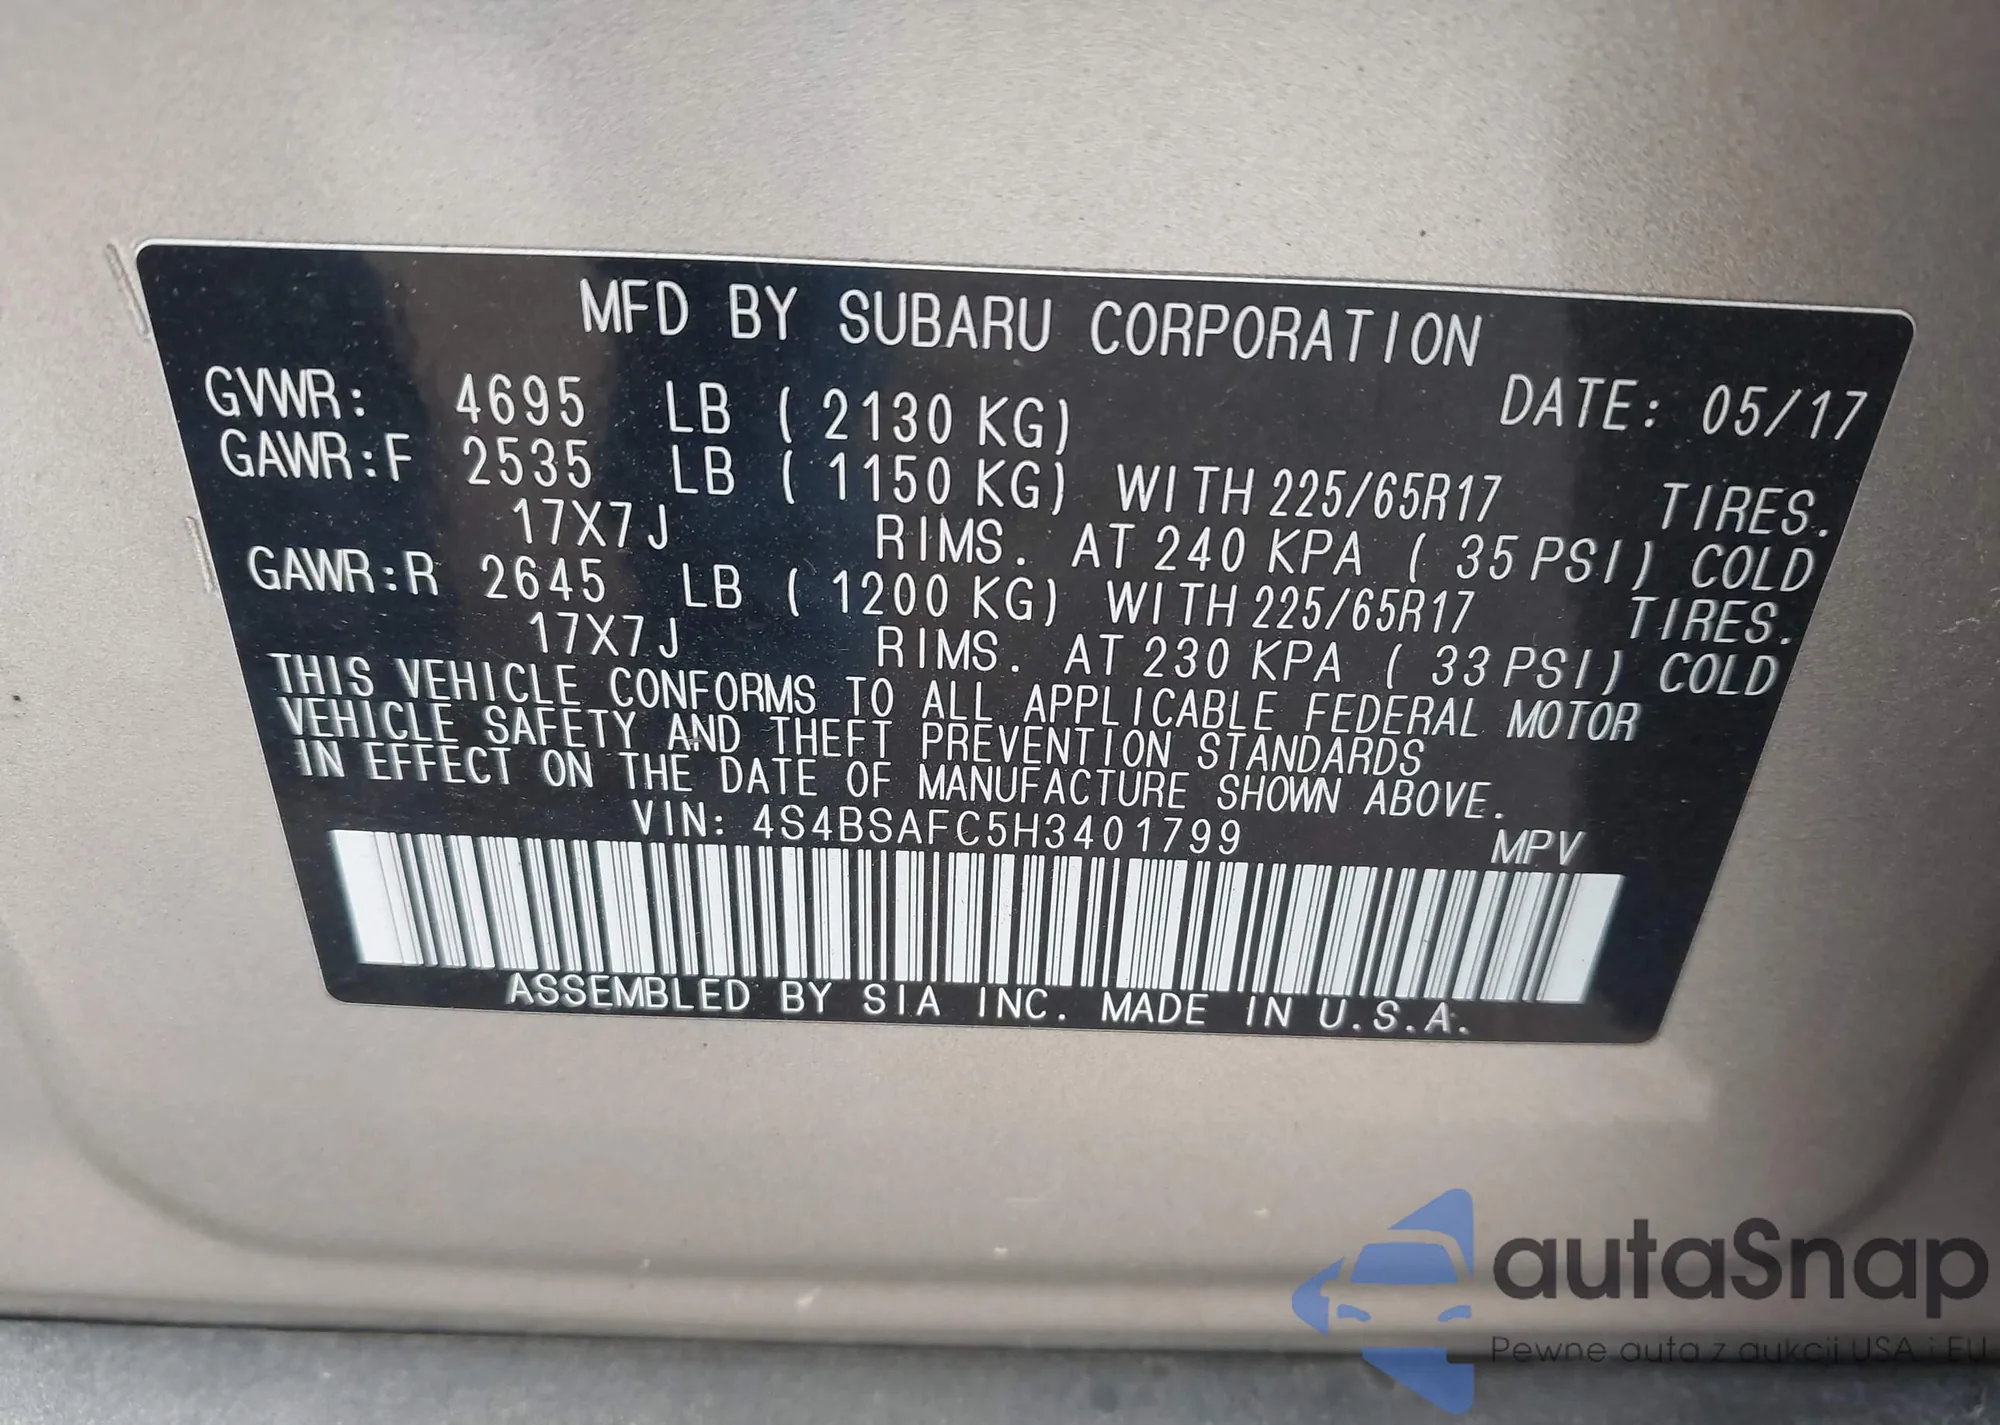 MFD BY SUBARU CORPORATION
GVWR: 4695 LB ( 2130 KG) DATE: 05/17
GAWR:F 2535 LB ( 1150 KG) WITH 225/65R17 TIRES.
17X7J RIMS. AT 240 KPA ( 35 PSI) COLD
GAWR:R 2645 LB ( 1200 KG) WITH 225/65R17 TIRES.
17X7J RIMS. AT 230 KPA ( 33 PSI) COLD
THIS VEHICLE CONFORMS TO ALL APPLICABLE FEDERAL MOTOR
VEHICLE SAFETY AND THEFT PREVENTION STANDARDS
IN EFFECT ON THE DATE OF MANUFACTURE SHOWN ABOVE.
VIN: 4S4BSAFC5H3401799 MPV
ASSEMBLED BY SIA INC. MADE IN U.S.A.
autaSnap
Pewne auta z aukcji USA i EU